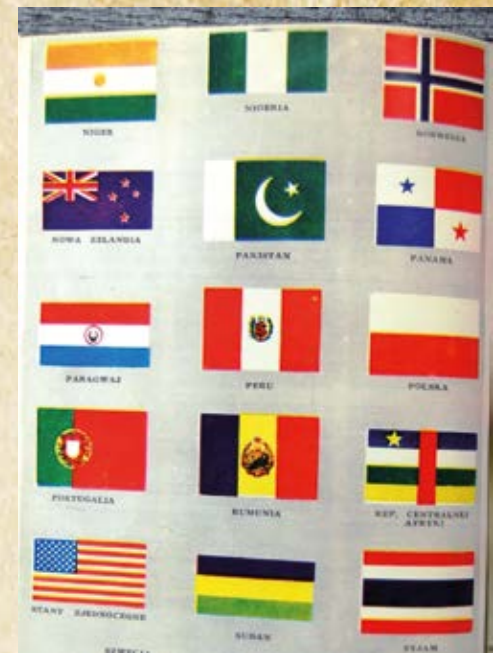 NIGER
NIGERIA
NORWEGIA
NOWA ZELANDIA
PAKISTAN
PANAMA
PARAGWAJ
PERU
POLSKA
PORTUGALIA
RUMUNIA
REP. CENTRALNEJ
AFRYKI
STANY ZJEDNOCZONE
SUDAN
SYJAM
SENEGAL